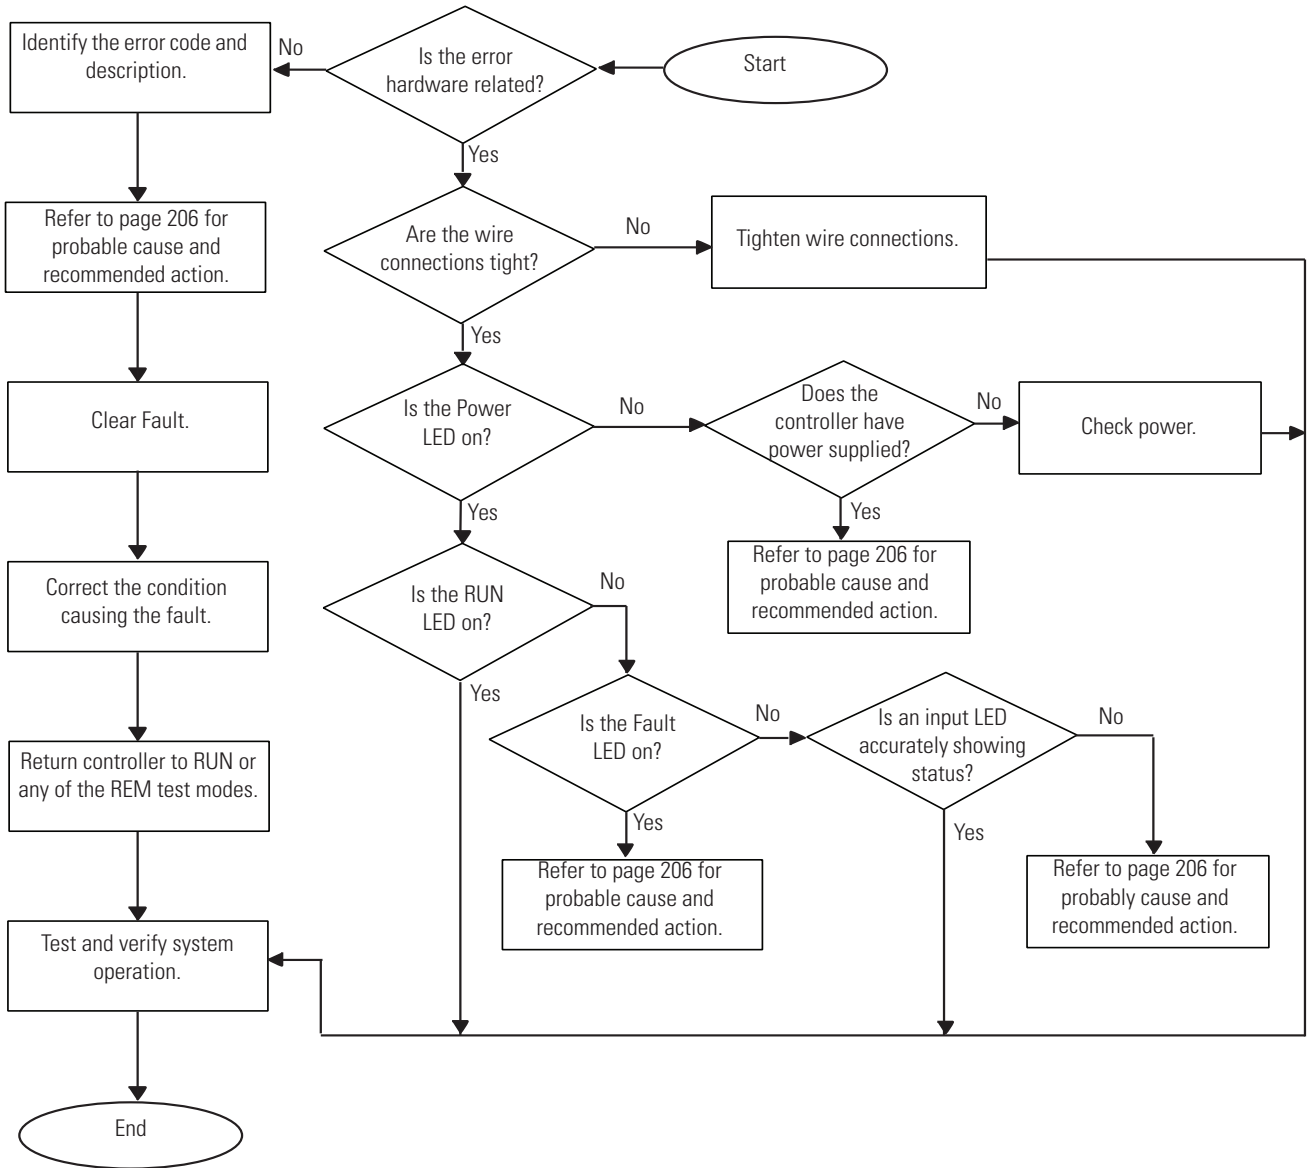 Start
Is the error
hardware related?
No
Identify the error code and
description.
Yes
Refer to page 206 for
probable cause and
recommended action.
Are the wire
connections tight?
No
Tighten wire connections.
Yes
Clear Fault.
Is the Power
LED on?
No
Does the
controller have
power supplied?
No
Check power.
Yes
Yes
Refer to page 206 for
probable cause and
recommended action.
Correct the condition
causing the fault.
Is the RUN
LED on?
No
Yes
Return controller to RUN or
any of the REM test modes.
Is the Fault
LED on?
No
Is an input LED
accurately showing
status?
No
Yes
Yes
Refer to page 206 for
probable cause and
recommended action.
Refer to page 206 for
probably cause and
recommended action.
Test and verify system
operation.
End